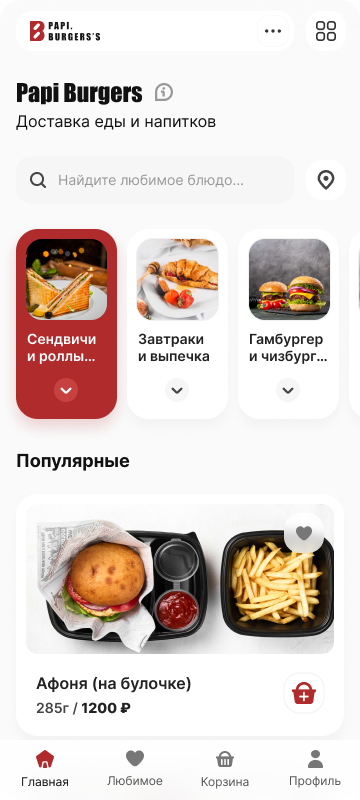 PAPI.
BURGERS'S
Papi Burgers
Доставка еды и напитков
Найдите любимое блюдо...
Сендвичи
и роллы...
Завтраки
и выпечка
Гамбургер
и чизбург...
Популярные
Афоня (на булочке)
285г / 1200 ₽
Главная
Любимое
Корзина
Профиль